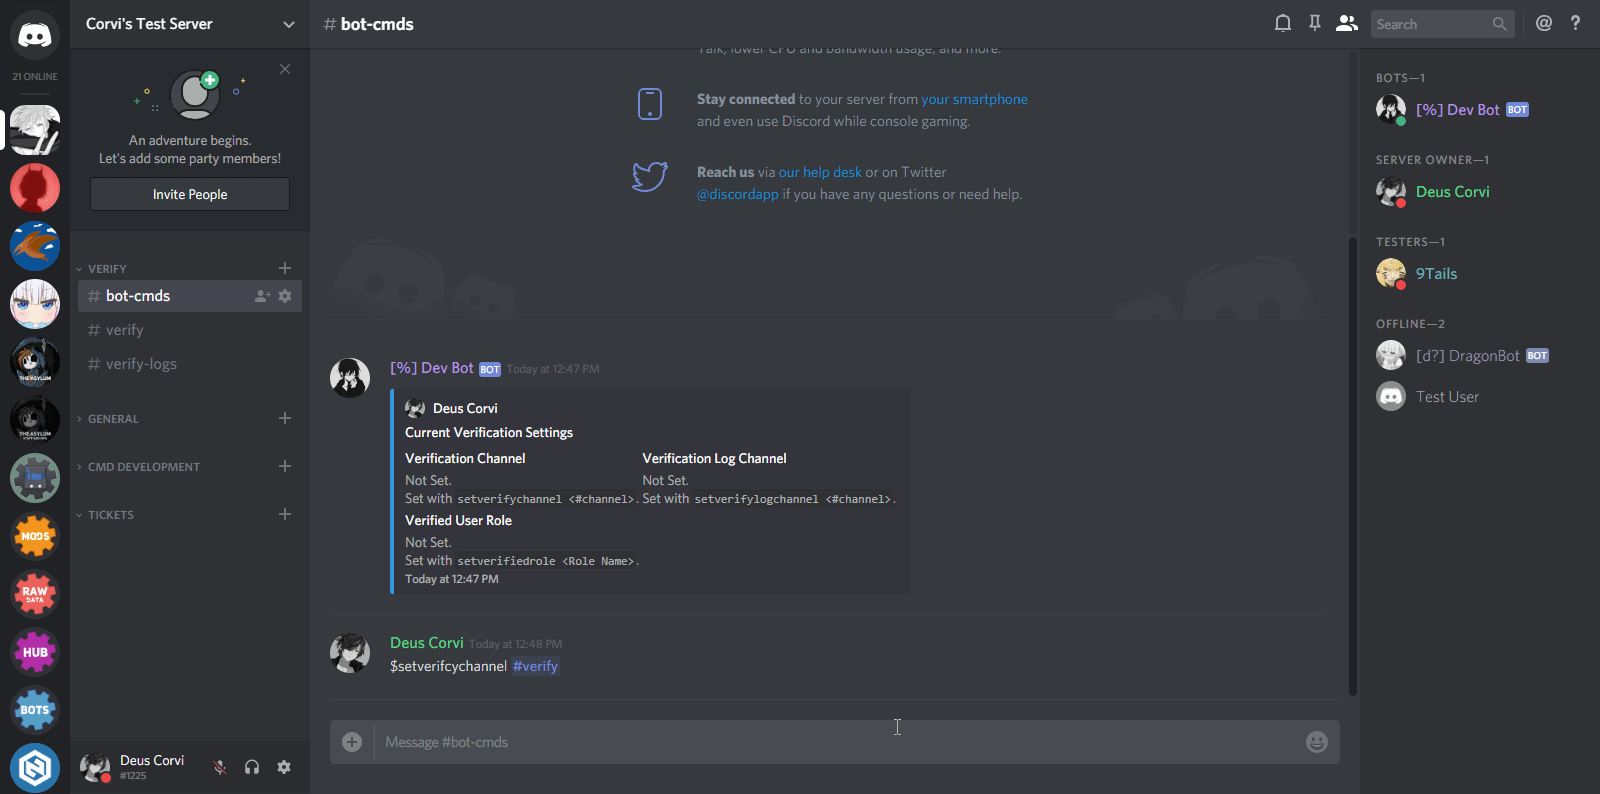 21 ONLINE
THE ASYLUM
THE ASYLUM
MODS
RAW
DATA
HUB
BOTS
Corvi's Test Server
An adventure begins.
Let's add some party members!
Invite People
VERIFY
# bot-cmds
# verify
# verify-logs
GENERAL
CMD DEVELOPMENT
TICKETS
Deus Corvi
#1225
# bot-cmds
Search
@ ?
Talk, lower CPU and bandwidth usage, and more.
Stay connected to your server from your smartphone
and even use Discord while console gaming.
Reach us via our help desk or on Twitter
@discordapp if you have any questions or need help.
[%] Dev Bot BOT Today at 12:47 PM
Deus Corvi
Current Verification Settings
Verification Channel Verification Log Channel
Not Set. Not Set.
Set with setverifychannel <#channel>. Set with setverifylogchannel <#channel>.
Verified User Role
Not Set.
Set with setverifiedrole <Role Name>.
Today at 12:47 PM
Deus Corvi Today at 12:48 PM
$setverifcychannel #verify
Message #bot-cmds
BOTS—1
[%] Dev Bot BOT
SERVER OWNER—1
Deus Corvi
TESTERS—1
9Tails
OFFLINE—2
[d?] DragonBot BOT
Test User